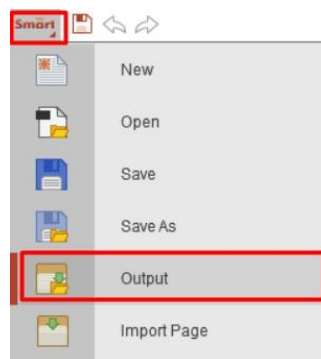 Smart
New
Open
Save
Save As
Output
Import Page